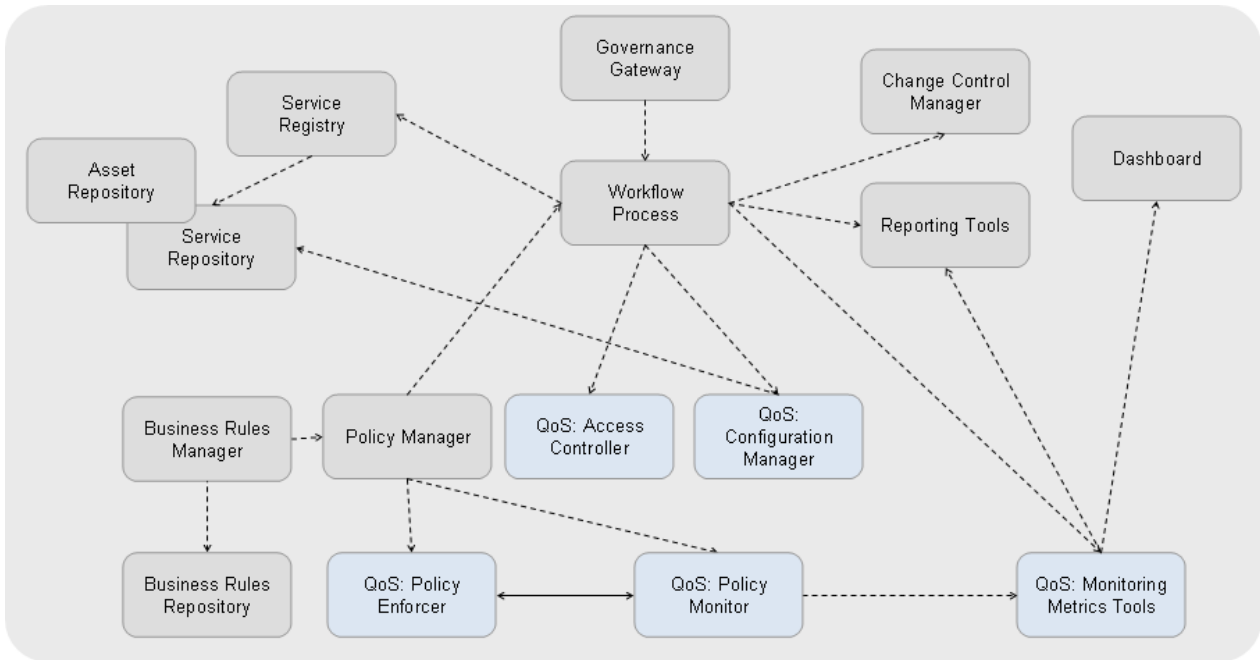 Governance
Gateway
Change Control
Manager
Service
Registry
Dashboard
Asset
Repository
Workflow
Process
Reporting Tools
Service
Repository
Business Rules
Manager
Policy Manager
QoS: Access
Controller
QoS:
Configuration
Manager
Business Rules
Repository
QoS: Policy
Enforcer
QoS: Policy
Monitor
QoS: Monitoring
Metrics Tools